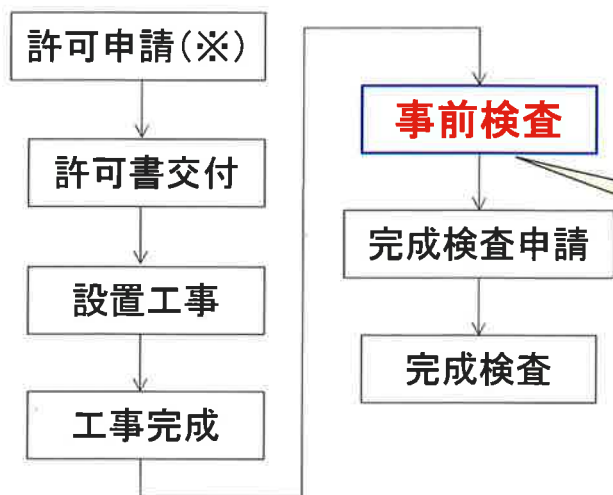 許可申請(※)
許可書交付
設置工事
工事完成
事前検査
完成検査申請
完成検査